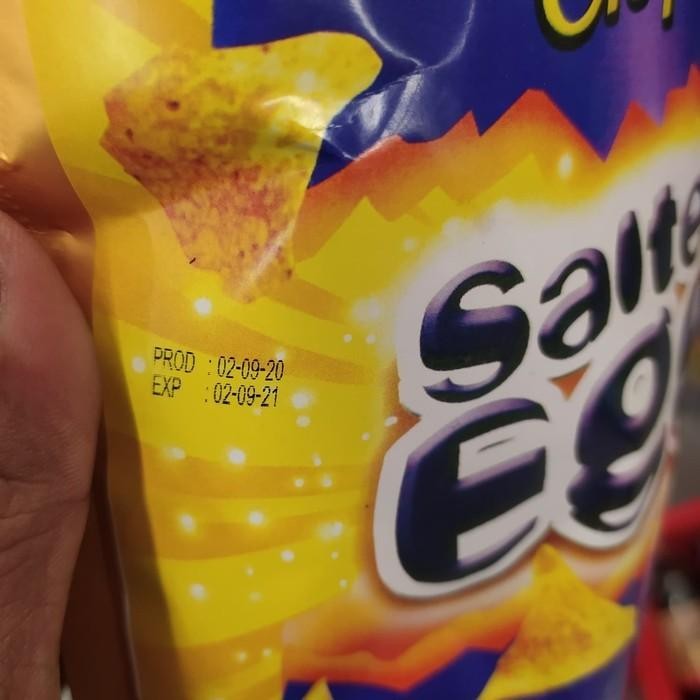 Salte
Eg
PROD : 02-09-20
EXP : 02-09-21